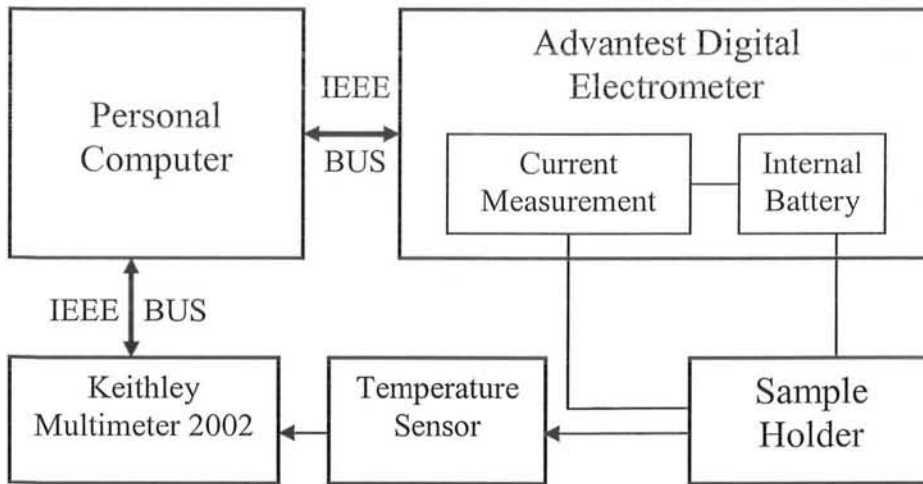 Personal
Computer
IEEE
BUS
Advantest Digital
Electrometer
Current
Measurement
Internal
Battery
IEEE BUS
Keithley
Multimeter 2002
Temperature
Sensor
Sample
Holder